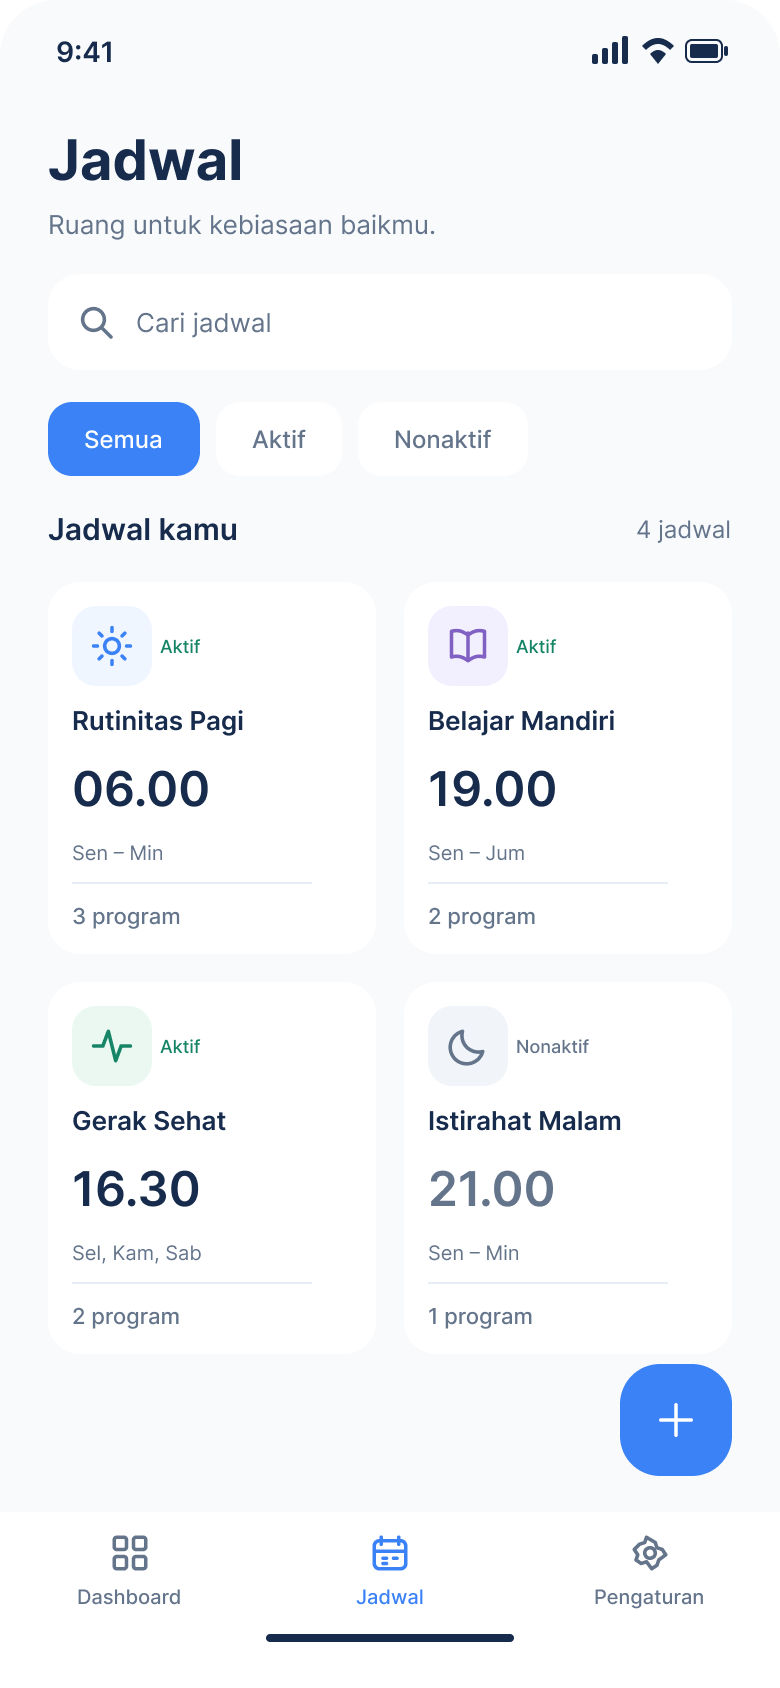 9:41
Jadwal
Ruang untuk kebiasaan baikmu.
Cari jadwal
Semua
Aktif
Nonaktif
Jadwal kamu
4 jadwal
Aktif
Rutinitas Pagi
06.00
Sen – Min
3 program
Aktif
Belajar Mandiri
19.00
Sen – Jum
2 program
Aktif
Gerak Sehat
16.30
Sel, Kam, Sab
2 program
Nonaktif
Istirahat Malam
21.00
Sen – Min
1 program
Dashboard
Jadwal
Pengaturan